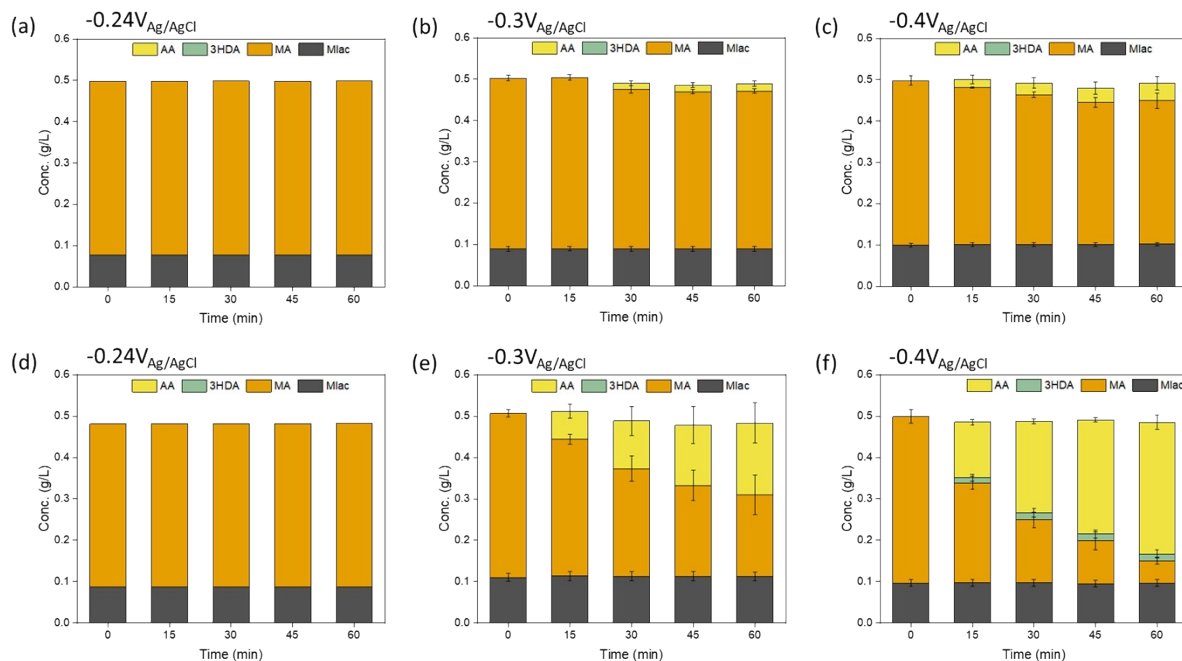 (a) -0.24V Ag/AgCl
AA 3HDA MA Mlac
Conc. (g/L)
0.6
0.5
0.4
0.3
0.2
0.1
0.0
0 15 30 45 60
Time (min)
(b) -0.3V Ag/AgCl
AA 3HDA MA Mlac
Conc. (g/L)
0.6
0.5
0.4
0.3
0.2
0.1
0.0
0 15 30 45 60
Time (min)
(c) -0.4V Ag/AgCl
AA 3HDA MA Mlac
Conc. (g/L)
0.6
0.5
0.4
0.3
0.2
0.1
0.0
0 15 30 45 60
Time (min)
(d) -0.24V Ag/AgCl
AA 3HDA MA Mlac
Conc. (g/L)
0.6
0.5
0.4
0.3
0.2
0.1
0.0
0 15 30 45 60
Time (min)
(e) -0.3V Ag/AgCl
AA 3HDA MA Mlac
Conc. (g/L)
0.6
0.5
0.4
0.3
0.2
0.1
0.0
0 15 30 45 60
Time (min)
(f) -0.4V Ag/AgCl
AA 3HDA MA Mlac
Conc. (g/L)
0.6
0.5
0.4
0.3
0.2
0.1
0.0
0 15 30 45 60
Time (min)